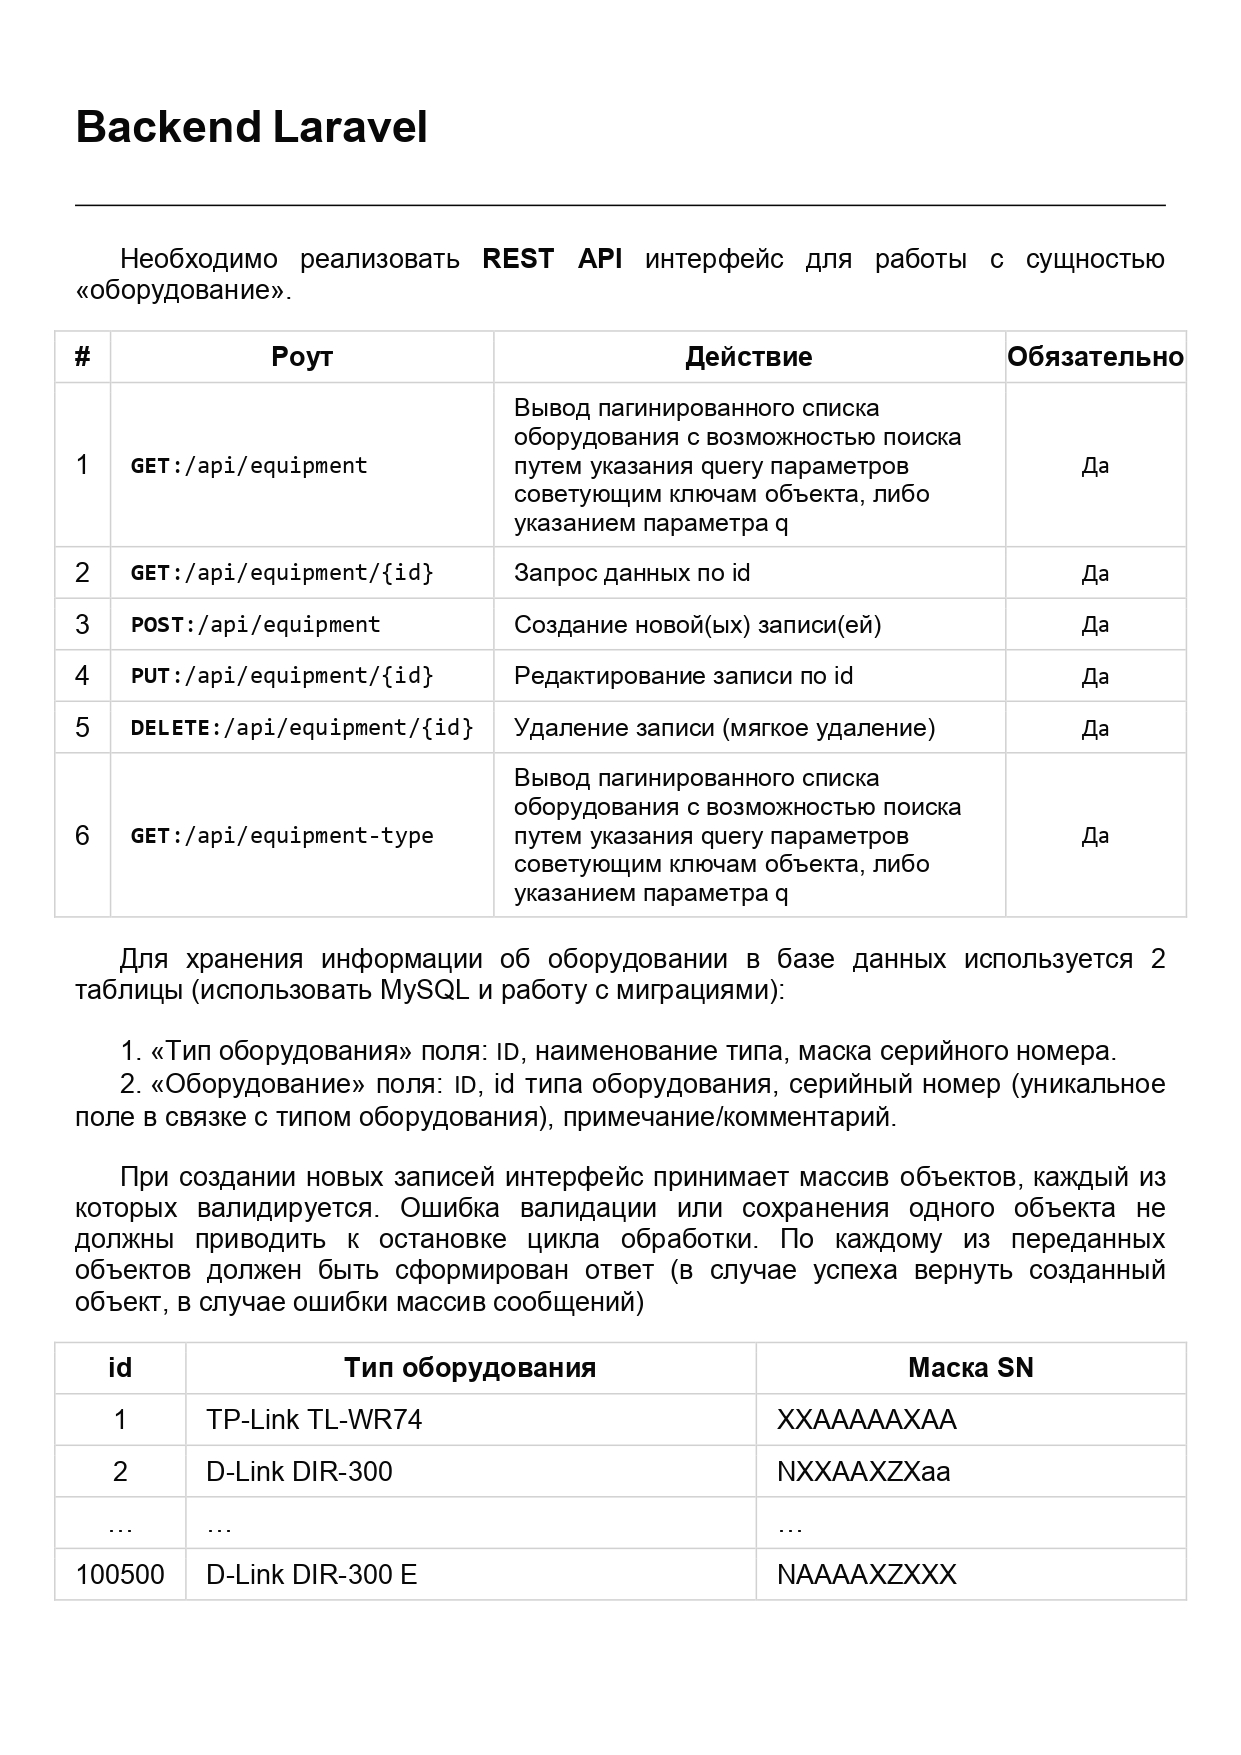 Backend Laravel
Необходимо реализовать REST API интерфейс для работы с сущностью
«оборудование».
# Роут Действие Обязательно
1 GET:/api/equipment Вывод пагинированного списка
оборудования с возможностью поиска
путем указания query параметров
советующим ключам объекта, либо
указанием параметра q Да
2 GET:/api/equipment/{id} Запрос данных по id Да
3 POST:/api/equipment Создание новой(ых) записи(ей) Да
4 PUT:/api/equipment/{id} Редактирование записи по id Да
5 DELETE:/api/equipment/{id} Удаление записи (мягкое удаление) Да
6 GET:/api/equipment-type Вывод пагинированного списка
оборудования с возможностью поиска
путем указания query параметров
советующим ключам объекта, либо
указанием параметра q Да
Для хранения информации об оборудовании в базе данных используется 2
таблицы (использовать MySQL и работу с миграциями):
1. «Тип оборудования» поля: ID, наименование типа, маска серийного номера.
2. «Оборудование» поля: ID, id типа оборудования, серийный номер (уникальное
поле в связке с типом оборудования), примечание/комментарий.
При создании новых записей интерфейс принимает массив объектов, каждый из
которых валидируется. Ошибка валидации или сохранения одного объекта не
должны приводить к остановке цикла обработки. По каждому из переданных
объектов должен быть сформирован ответ (в случае успеха вернуть созданный
объект, в случае ошибки массив сообщений)
id Тип оборудования Маска SN
1 TP-Link TL-WR74 XXAAAAAXAA
2 D-Link DIR-300 NXXAAXZXaa
… … …
100500 D-Link DIR-300 E NAAAAXZXXX